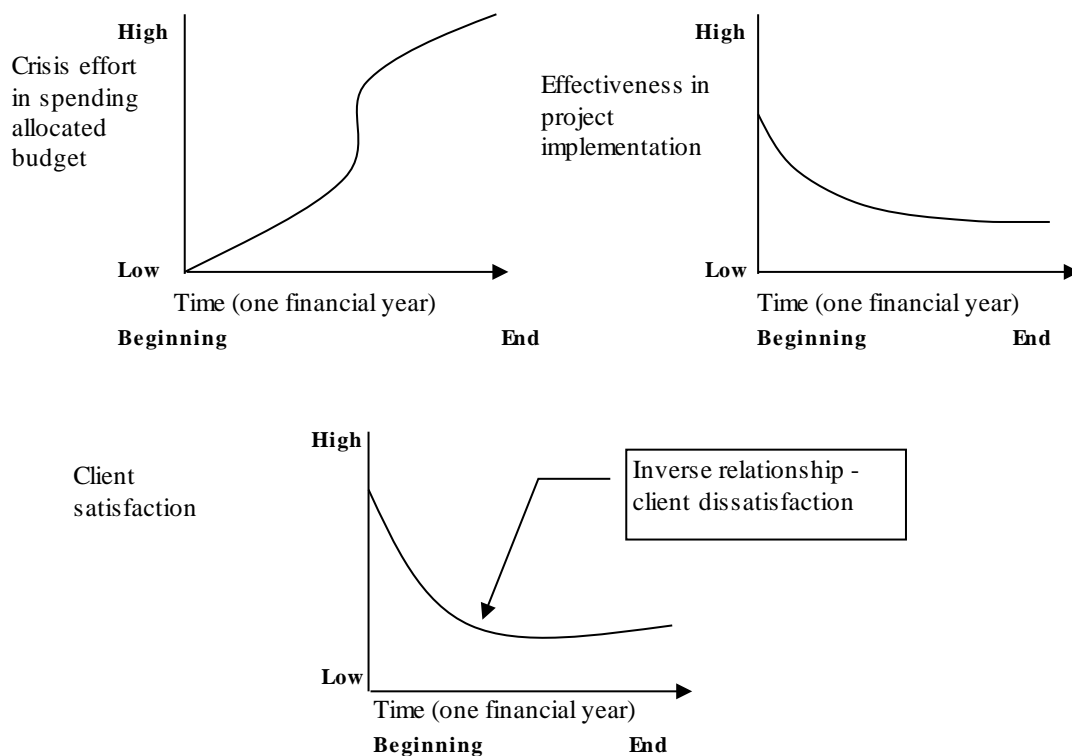 High
Crisis effort
in spending
allocated
budget
Low
Time (one financial year)
Beginning End
High
Effectiveness in
project
implementation
Low
Time (one financial year)
Beginning End
High
Client
satisfaction
Inverse relationship -
client dissatisfaction
Low
Time (one financial year)
Beginning End